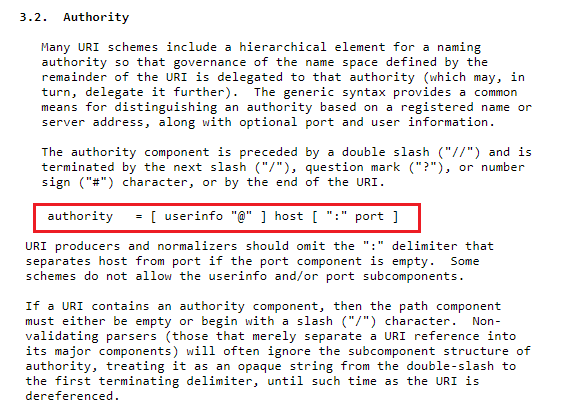 3.2. Authority
Many URI schemes include a hierarchical element for a naming
authority so that governance of the name space defined by the
remainder of the URI is delegated to that authority (which may, in
turn, delegate it further). The generic syntax provides a common
means for distinguishing an authority based on a registered name or
server address, along with optional port and user information.
The authority component is preceded by a double slash ("//") and is
terminated by the next slash ("/"), question mark ("?"), or number
sign ("#") character, or by the end of the URI.
authority = [ userinfo "@" ] host [ ":" port ]
URI producers and normalizers should omit the ":" delimiter that
separates host from port if the port component is empty. Some
schemes do not allow the userinfo and/or port subcomponents.
If a URI contains an authority component, then the path component
must either be empty or begin with a slash ("/") character. Non-
validating parsers (those that merely separate a URI reference into
its major components) will often ignore the subcomponent structure of
authority, treating it as an opaque string from the double-slash to
the first terminating delimiter, until such time as the URI is
dereferenced.